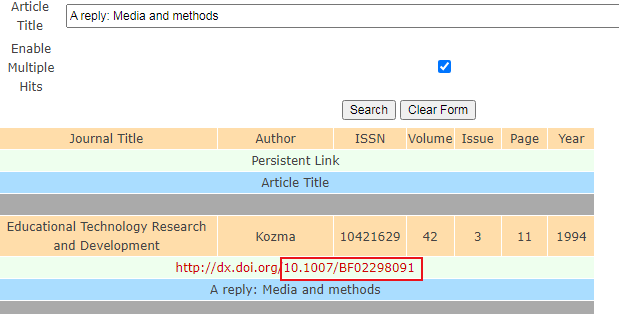 Article
Title
A reply: Media and methods
Enable
Multiple
Hits
Search Clear Form
Journal Title Author ISSN Volume Issue Page Year
Persistent Link
Article Title
Educational Technology Research
and Development
Kozma 10421629 42 3 11 1994
http://dx.doi.org/10.1007/BF02298091
A reply: Media and methods